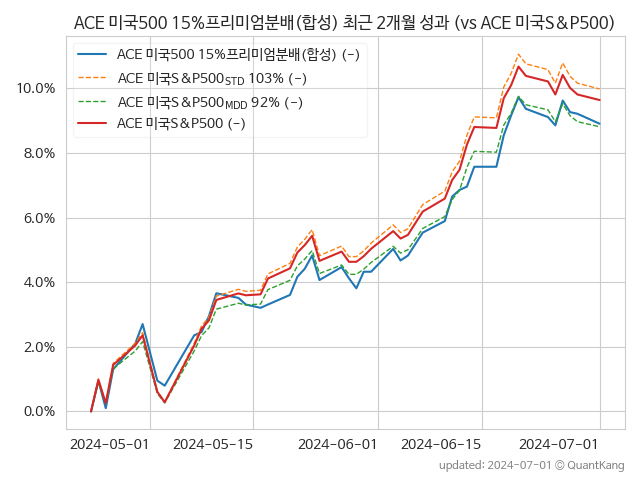 ACE 미국500 15%프리미엄분배(합성) 최근 2개월 성과 (vs ACE 미국S&P500)
ACE 미국500 15%프리미엄분배(합성) (-)
ACE 미국S&P500STD 103% (-)
ACE 미국S&P500MDD 92% (-)
ACE 미국S&P500 (-)
10.0%
8.0%
6.0%
4.0%
2.0%
0.0%
2024-05-01 2024-05-15 2024-06-01 2024-06-15 2024-07-01
updated: 2024-07-01 © QuantKang